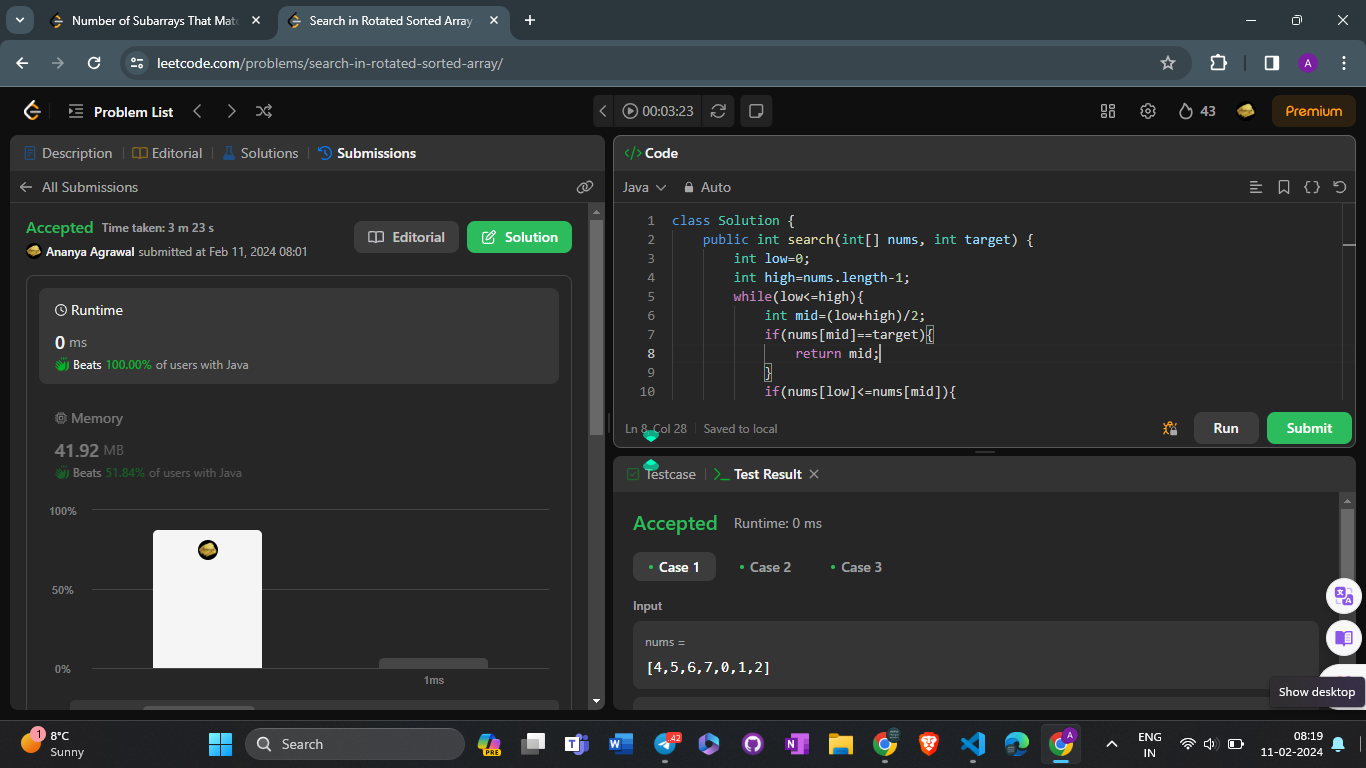 Number of Subarrays That Mat
Search in Rotated Sorted Array
leetcode.com/problems/search-in-rotated-sorted-array/
A
Problem List
00:03:23
43
Premium
Description
Editorial
Solutions
Submissions
All Submissions
Accepted Time taken: 3 m 23 s
Ananya Agrawal submitted at Feb 11, 2024 08:01
Editorial
Solution
Runtime
0 ms
Beats 100.00% of users with Java
Memory
41.92 MB
Beats 51.84% of users with Java
100%
50%
0%
1ms
</> Code
Java
Auto
1 class Solution {
2 public int search(int[] nums, int target) {
3 int low=0;
4 int high=nums.length-1;
5 while(low<=high){
6 int mid=(low+high)/2;
7 if(nums[mid]==target){
8 return mid;
9 }
10 if(nums[low]<=nums[mid]){
Ln 8, Col 28
Saved to local
Run
Submit
Testcase
Test Result
Accepted Runtime: 0 ms
Case 1
Case 2
Case 3
Input
nums =
[4,5,6,7,0,1,2]
Show desktop
1
8°C
Sunny
Search
PRE
42
A
ENG
IN
08:19
11-02-2024